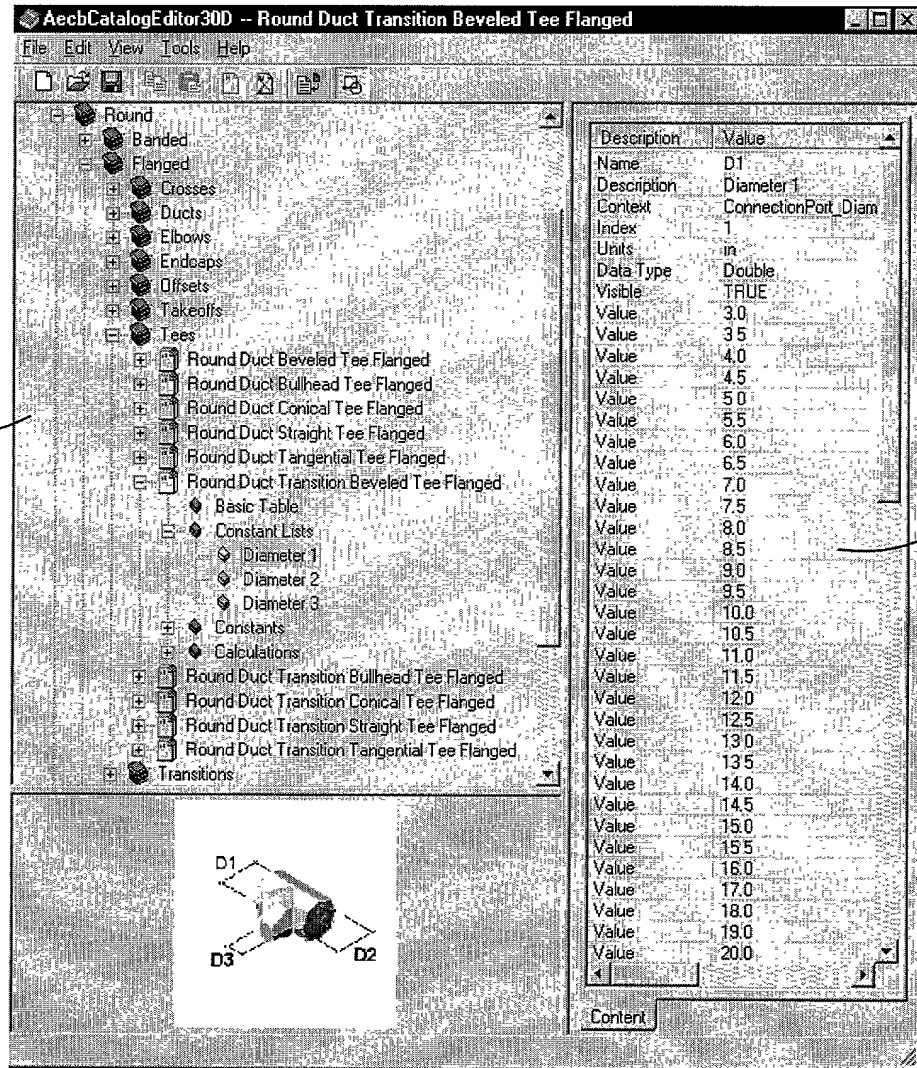 AecbCatalogEditor30D -- Round Duct Transition Beveled Tee Flanged
File Edit View Tools Help
Round
Banded
Flanged
Crosses
Ducts
Elbows
Endcaps
Offsets
Takeoffs
Tees
Round Duct Beveled Tee Flanged
Round Duct Bullhead Tee Flanged
Round Duct Conical Tee Flanged
Round Duct Straight Tee Flanged
Round Duct Tangential Tee Flanged
Round Duct Transition Beveled Tee Flanged
Basic Table
Constant Lists
Diameter 1
Diameter 2
Diameter 3
Constants
Calculations
Round Duct Transition Bullhead Tee Flanged
Round Duct Transition Conical Tee Flanged
Round Duct Transition Straight Tee Flanged
Round Duct Transition Tangential Tee Flanged
Transitions
D1
D3
D2
Description Value
Name D1
Description Diameter 1
Context ConnectionPort_Diam
Index 1
Units in
Data Type Double
Visible TRUE
Value 3.0
Value 3.5
Value 4.0
Value 4.5
Value 5.0
Value 5.5
Value 6.0
Value 6.5
Value 7.0
Value 7.5
Value 8.0
Value 8.5
Value 9.0
Value 9.5
Value 10.0
Value 10.5
Value 11.0
Value 11.5
Value 12.0
Value 12.5
Value 13.0
Value 13.5
Value 14.0
Value 14.5
Value 15.0
Value 15.5
Value 16.0
Value 17.0
Value 18.0
Value 19.0
Value 20.0
Content